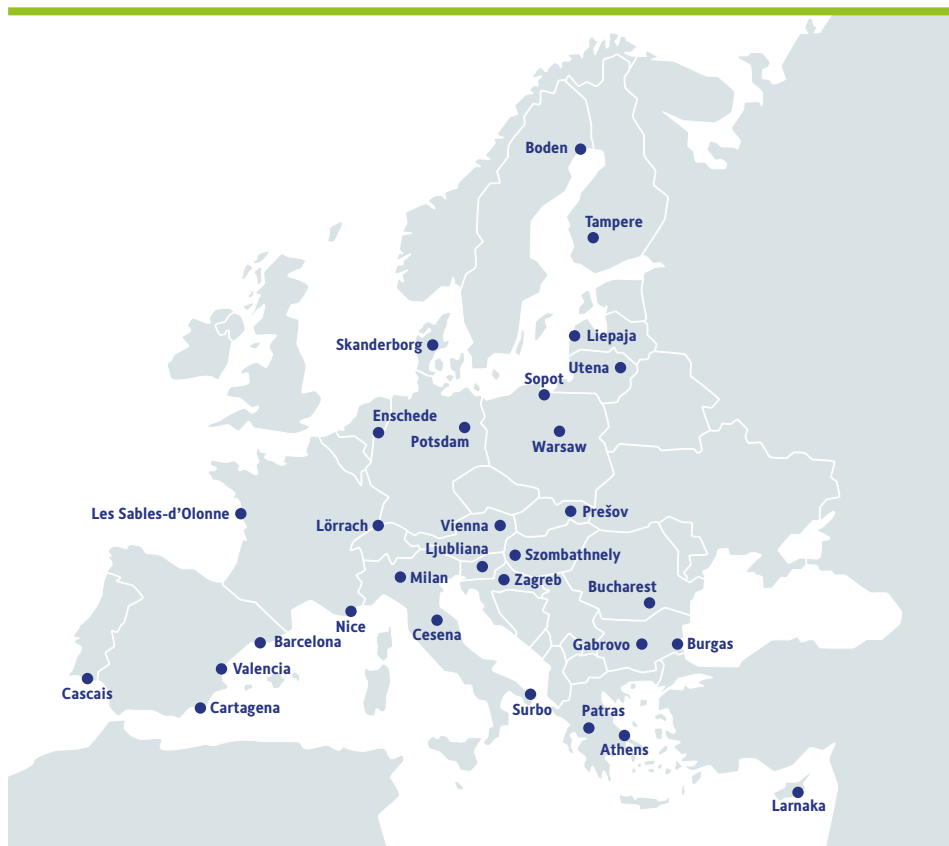 Boden
Tampere
Liepaja
Skanderborg
Utena
Sopot
Enschede
Potsdam
Warsaw
Les Sables-d'Olonne
Prešov
Lörrach
Vienna
Ljubliana
Szombathnely
Milan
Zagreb
Bucharest
Nice
Cesena
Barcelona
Gabrovo
Burgas
Valencia
Cascais
Cartagena
Surbo
Patras
Athens
Larnaka